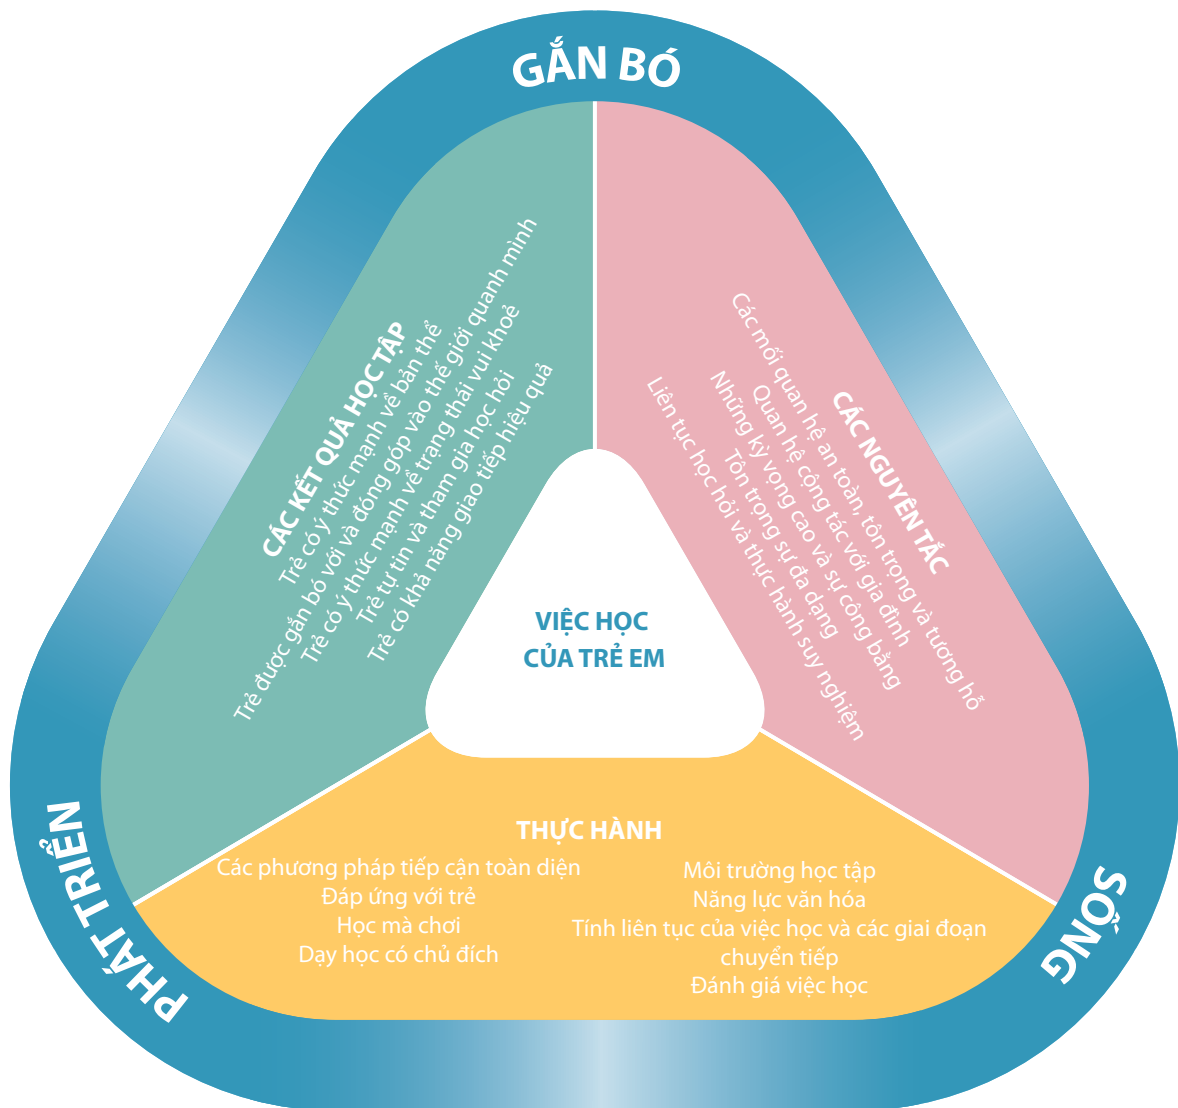 GẮN BÓ
CÁC KẾT QUẢ HỌC TẬP
Trẻ có ý thức mạnh về bản thể
Trẻ được gắn bó với và đóng góp vào thế giới quanh mình
Trẻ có ý thức mạnh về trạng thái vui khoẻ
Trẻ tự tin và tham gia học hỏi
Trẻ có khả năng giao tiếp hiệu quả
CÁC NGUYÊN TẮC
Các mối quan hệ an toàn, tôn trọng và tương hỗ
Quan hệ cộng tác với gia đình
Những kỳ vọng cao và sự công bằng
Tôn trọng sự đa dạng
Liên tục học hỏi và thực hành suy nghiệm
VIỆC HỌC
CỦA TRẺ EM
THỰC HÀNH
Các phương pháp tiếp cận toàn diện
Đáp ứng với trẻ
Học mà chơi
Dạy học có chủ đích
Môi trường học tập
Năng lực văn hóa
Tính liên tục của việc học và các giai đoạn
chuyển tiếp
Đánh giá việc học
PHÁT TRIỂN
SỐNG